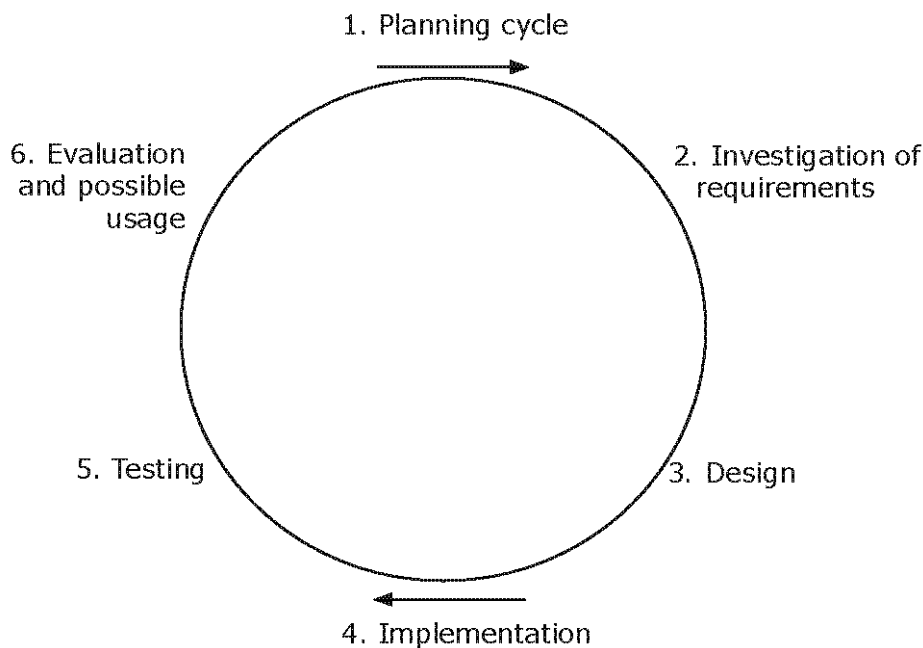 1. Planning cycle
2. Investigation of
requirements
3. Design
4. Implementation
5. Testing
6. Evaluation
and possible
usage